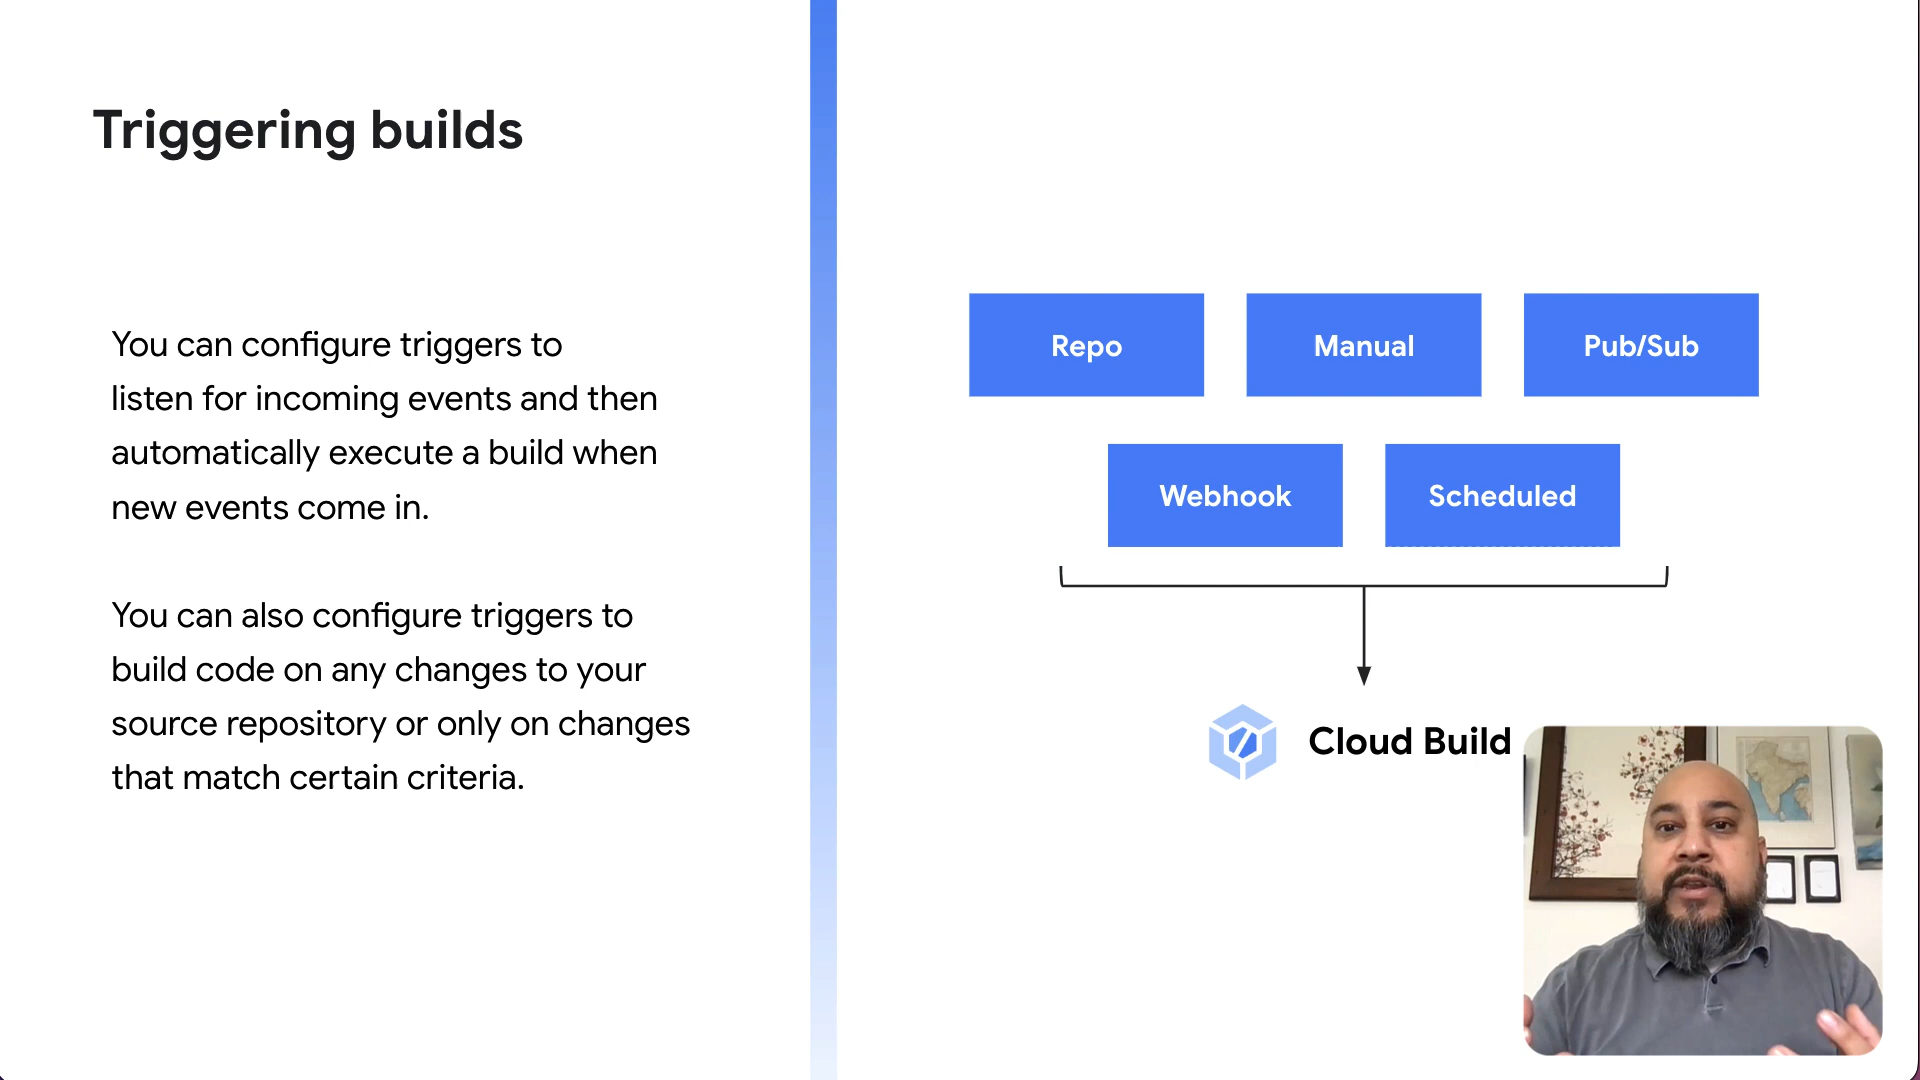 Triggering builds
You can configure triggers to
listen for incoming events and then
automatically execute a build when
new events come in.
You can also configure triggers to
build code on any changes to your
source repository or only on changes
that match certain criteria.
Repo
Manual
Pub/Sub
Webhook
Scheduled
Cloud Build